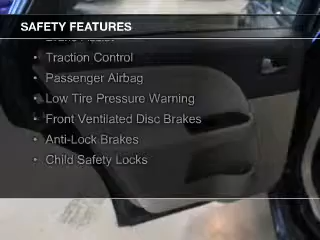 SAFETY FEATURES
• Traction Control
• Passenger Airbag
• Low Tire Pressure Warning
• Front Ventilated Disc Brakes
• Anti-Lock Brakes
• Child Safety Locks